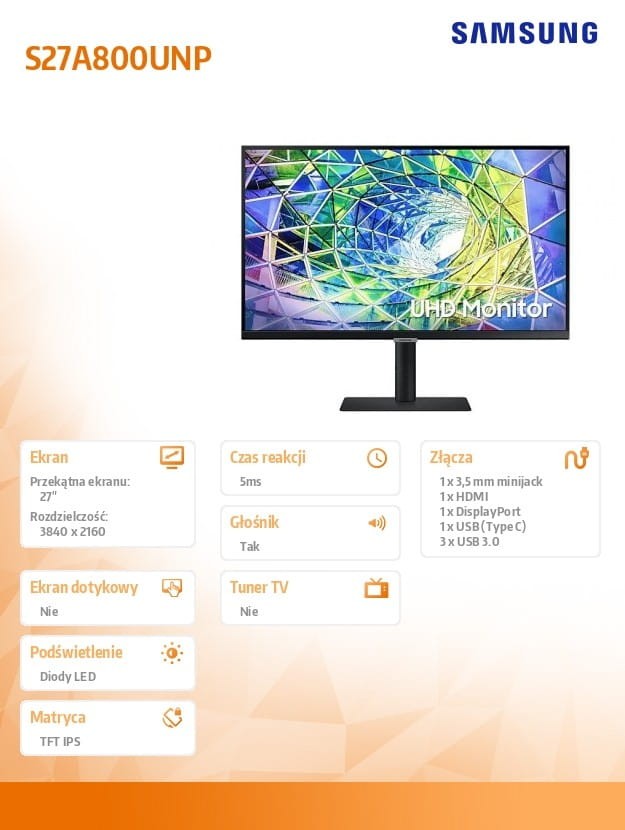 SAMSUNG
S27A800UNP
UHD Monitor
Ekran
Przekątna ekranu:
27"
Rozdzielczość:
3840 x 2160
Czas reakcji
5ms
Głośnik
Tak
Złącza
1 x 3,5 mm minijack
1 x HDMI
1 x DisplayPort
1 x USB (Type C)
3 x USB 3.0
Ekran dotykowy
Nie
Tuner TV
Nie
Podświetlenie
Diody LED
Matryca
TFT IPS